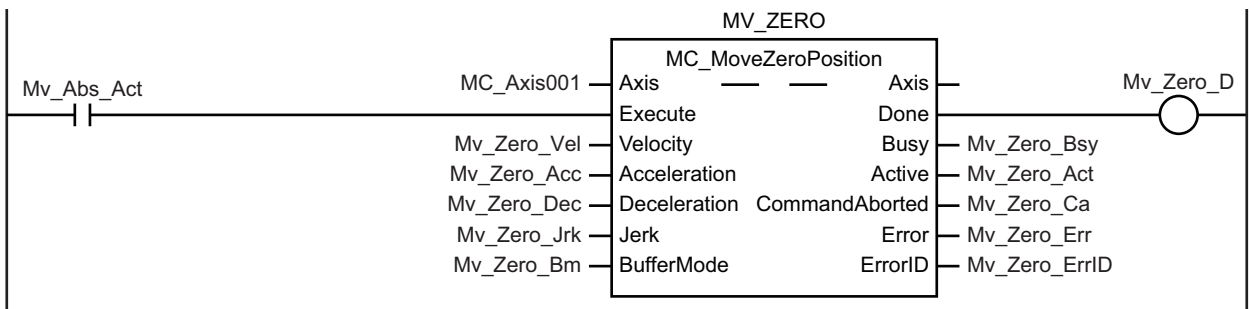 MV_ZERO
MC_MoveZeroPosition
MC_Axis001 Axis Axis
Mv_Abs_Act Mv_Zero_D
Execute Done
Mv_Zero_Vel Velocity Busy Mv_Zero_Bsy
Mv_Zero_Acc Acceleration Active Mv_Zero_Act
Mv_Zero_Dec Deceleration CommandAborted Mv_Zero_Ca
Mv_Zero_Jrk Jerk Error Mv_Zero_Err
Mv_Zero_Bm BufferMode ErrorID Mv_Zero_ErrID